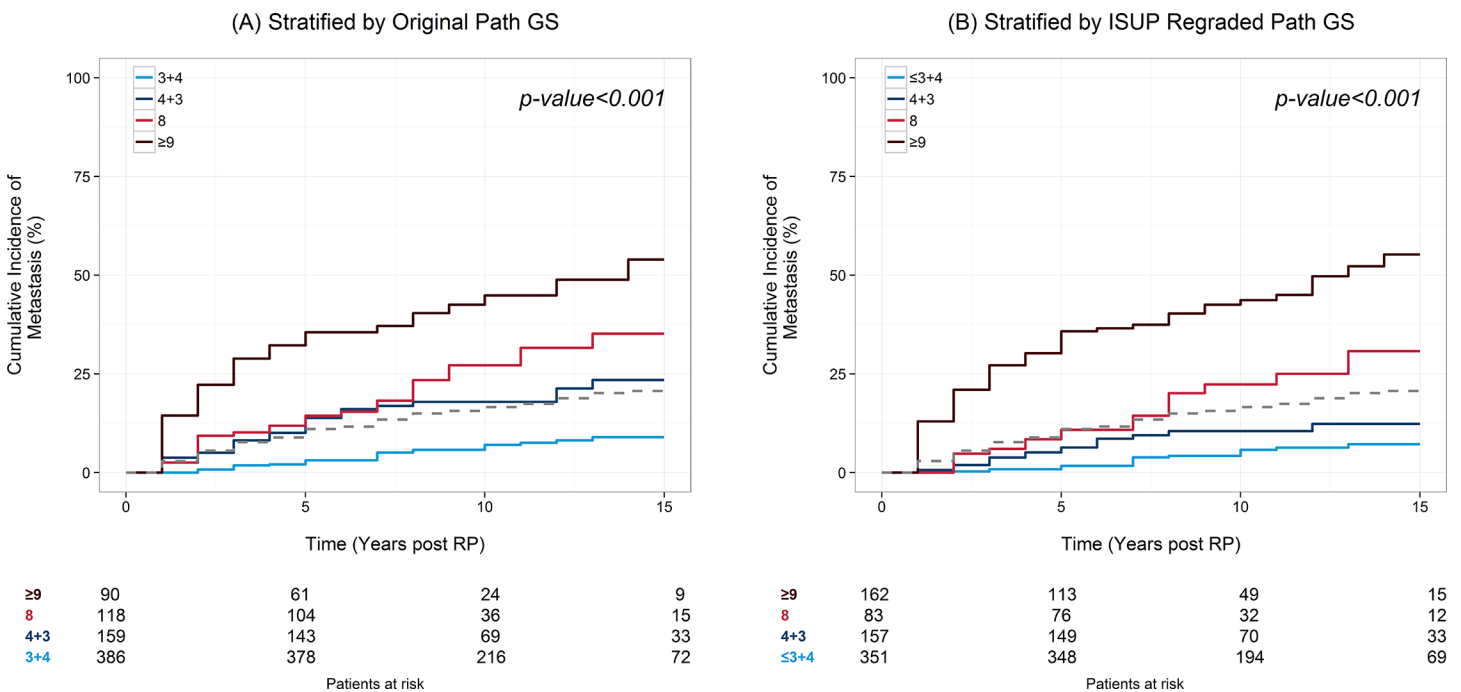 (A) Stratified by Original Path GS
3+4
4+3
8
≥9
p-value<0.001
Cumulative Incidence of
Metastasis (%)
100
75
50
25
0
0 5 10 15
Time (Years post RP)
≥9 90 61 24 9
8 118 104 36 15
4+3 159 143 69 33
3+4 386 378 216 72
Patients at risk
(B) Stratified by ISUP Regraded Path GS
≤3+4
4+3
8
≥9
p-value<0.001
Cumulative Incidence of
Metastasis (%)
100
75
50
25
0
0 5 10 15
Time (Years post RP)
≥9 162 113 49 15
8 83 76 32 12
4+3 157 149 70 33
≤3+4 351 348 194 69
Patients at risk